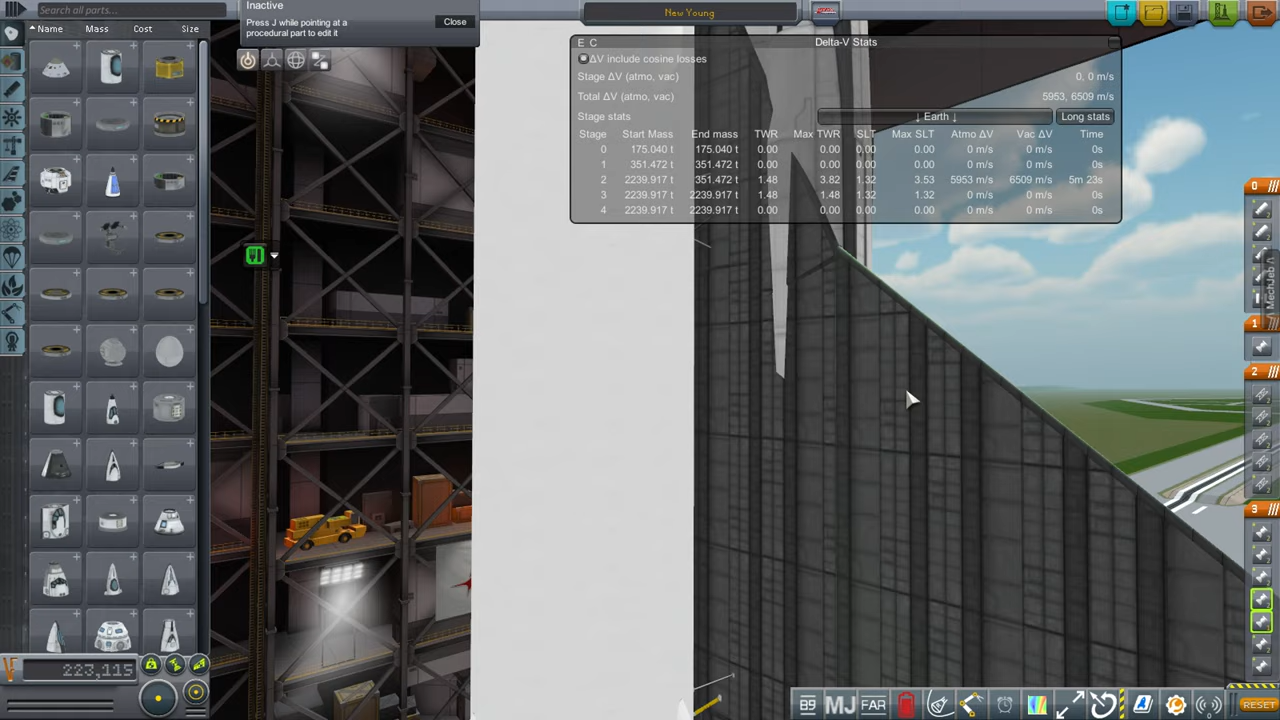 Search all parts...
Name Mass Cost Size
Inactive
Press J while pointing at a
procedural part to edit it
Close
New Young
E C Delta-V Stats
ΔV include cosine losses
Stage ΔV (atmo, vac) 0, 0 m/s
Total ΔV (atmo, vac) 5953, 6509 m/s
Stage stats ↓ Earth ↓ Long stats
Stage Start Mass End mass TWR Max TWR SLT Max SLT Atmo ΔV Vac ΔV Time
0 175.040 t 175.040 t 0.00 0.00 0.00 0.00 0 m/s 0 m/s 0s
1 351.472 t 351.472 t 0.00 0.00 0.00 0.00 0 m/s 0 m/s 0s
2 2239.917 t 351.472 t 1.48 3.82 1.32 3.53 5953 m/s 6509 m/s 5m 23s
3 2239.917 t 2239.917 t 1.48 1.48 1.32 1.32 0 m/s 0 m/s 0s
4 2239.917 t 2239.917 t 0.00 0.00 0.00 0.00 0 m/s 0 m/s 0s
0
MechJeb
1
2
3
223,115
B9 MJ FAR
RESET